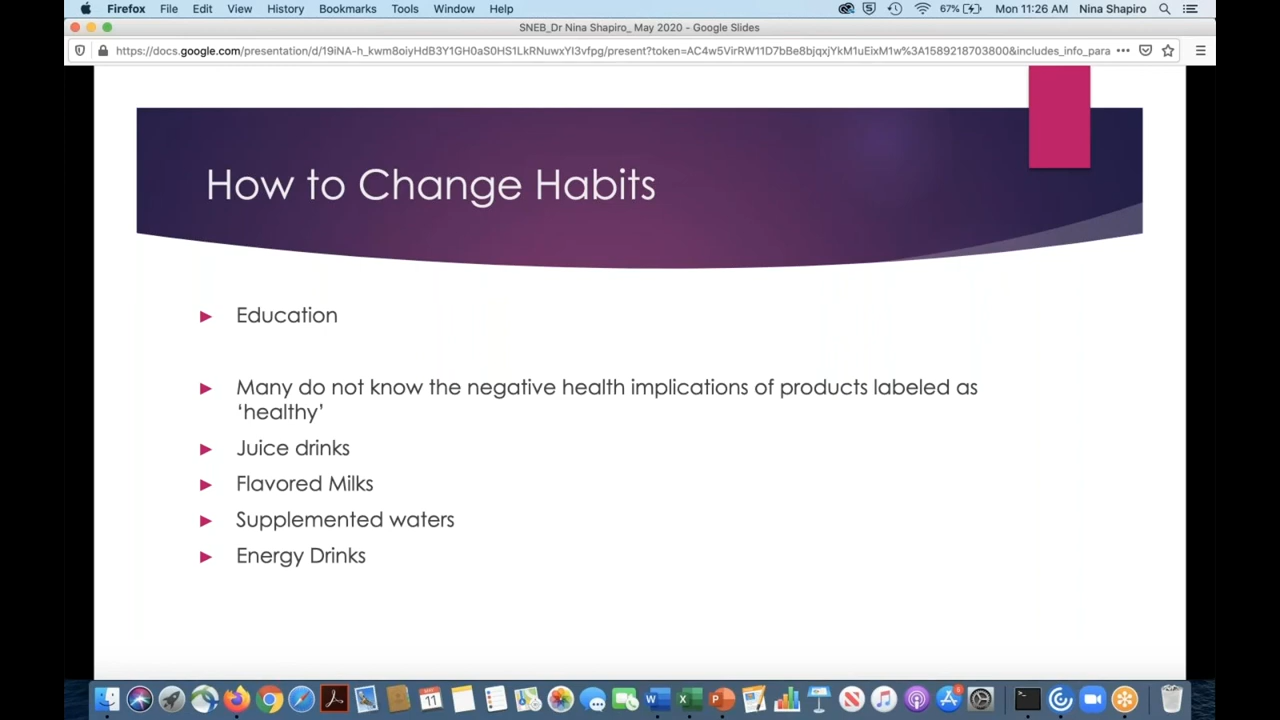 Firefox File Edit View History Bookmarks Tools Window Help 67% Mon 11:26 AM Nina Shapiro
SNEB_Dr Nina Shapiro_ May 2020 - Google Slides
How to Change Habits
Education
Many do not know the negative health implications of products labeled as
‘healthy’
Juice drinks
Flavored Milks
Supplemented waters
Energy Drinks